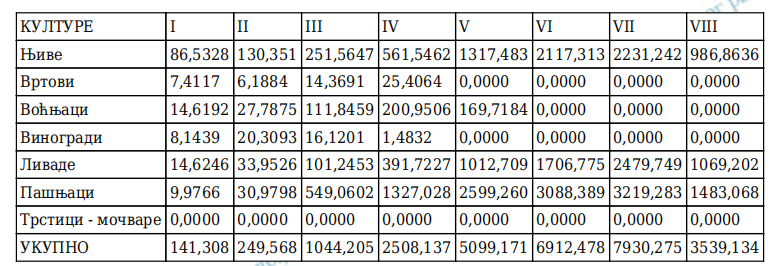 КУЛТУРЕ I II III IV V VI VII VIII
Њиве 86,5328 130,351 251,5647 561,5462 1317,483 2117,313 2231,242 986,8636
Вртови 7,4117 6,1884 14,3691 25,4064 0,0000 0,0000 0,0000 0,0000
Воћњаци 14,6192 27,7875 111,8459 200,9506 169,7184 0,0000 0,0000 0,0000
Виногради 8,1439 20,3093 16,1201 1,4832 0,0000 0,0000 0,0000 0,0000
Ливаде 14,6246 33,9526 101,2453 391,7227 1012,709 1706,775 2479,749 1069,202
Пашњаци 9,9766 30,9798 549,0602 1327,028 2599,260 3088,389 3219,283 1483,068
Трстици - мочваре 0,0000 0,0000 0,0000 0,0000 0,0000 0,0000 0,0000 0,0000
УКУПНО 141,308 249,568 1044,205 2508,137 5099,171 6912,478 7930,275 3539,134